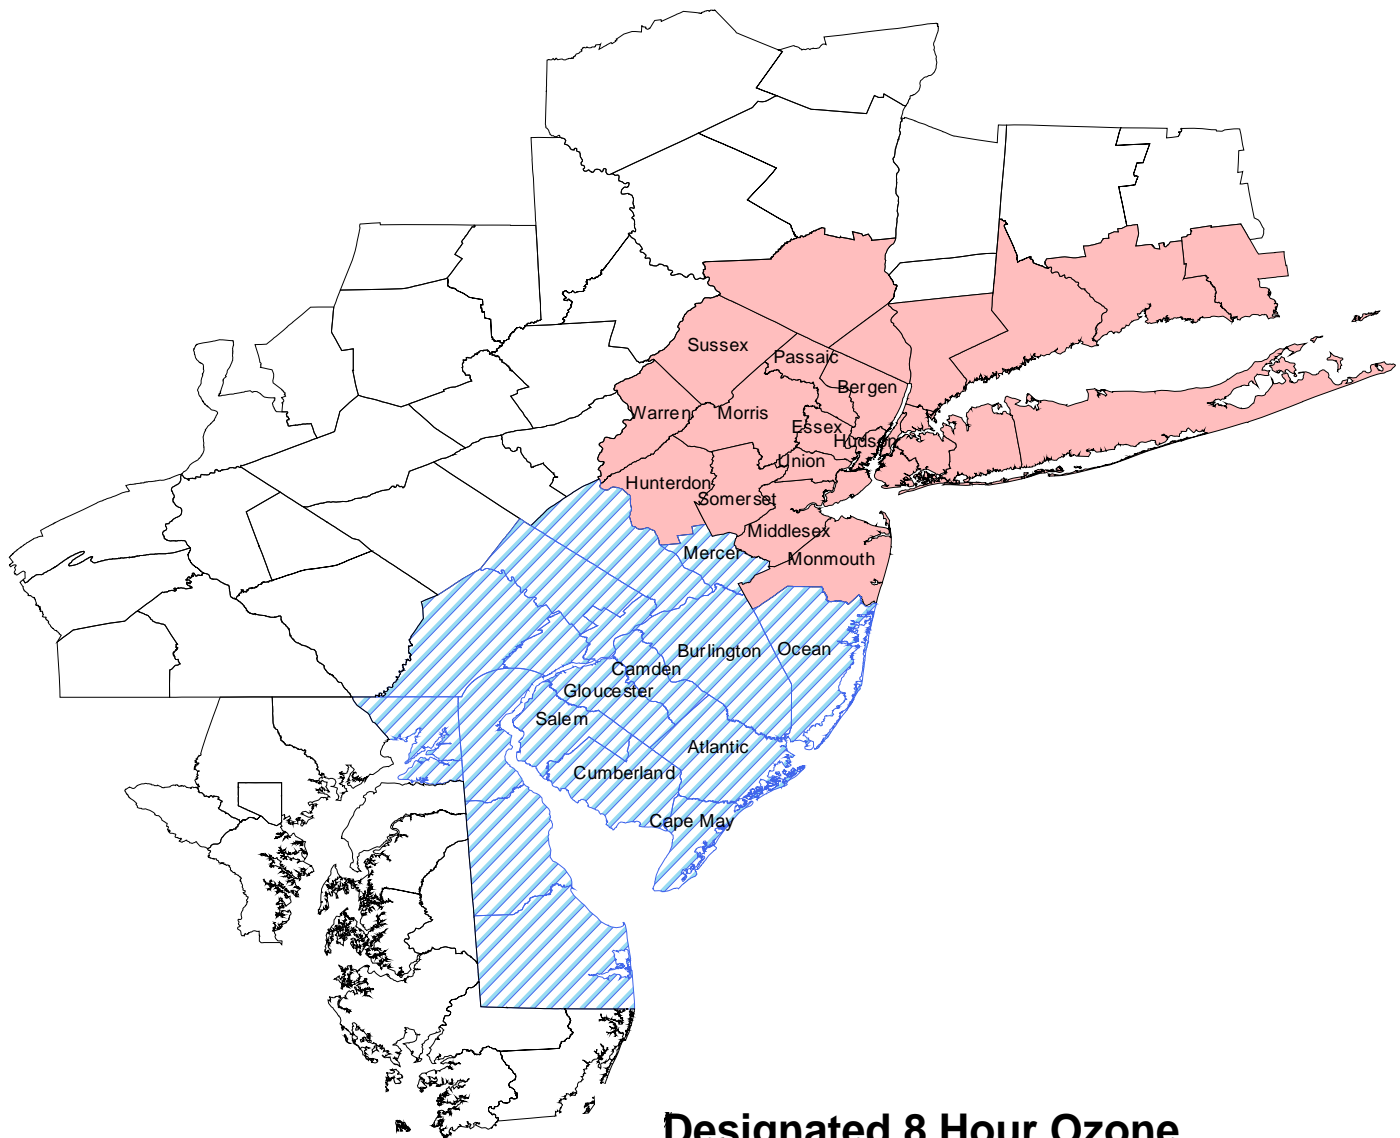 Sussex
Passaic
Bergen
Warren
Morris
Essex
Hudson
Union
Hunterdon
Somerset
Middlesex
Mercer
Monmouth
Burlington
Ocean
Camden
Gloucester
Salem
Atlantic
Cumberland
Cape May
Designated 8 Hour Ozone